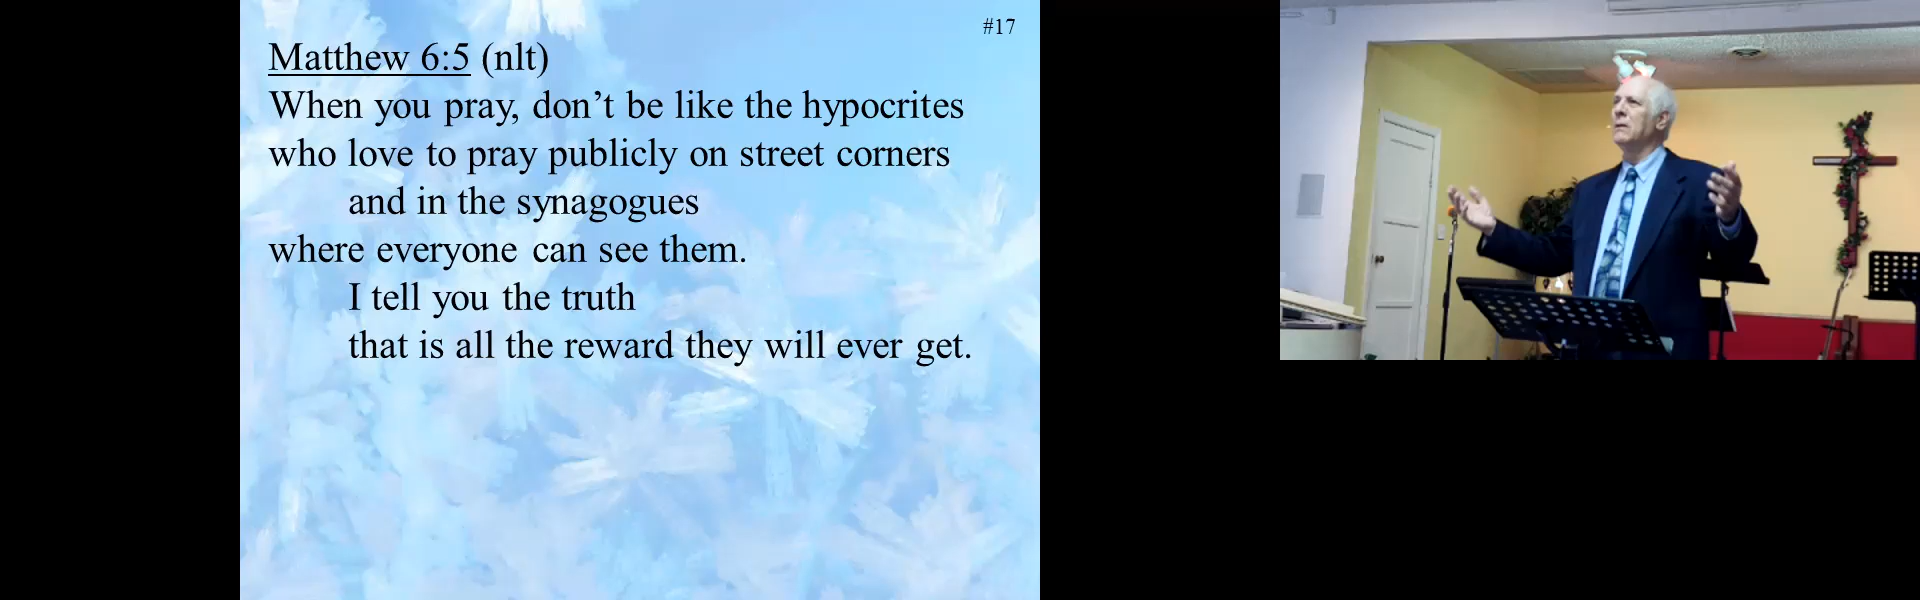 #17
Matthew 6:5 (nlt)
When you pray, don’t be like the hypocrites
who love to pray publicly on street corners
and in the synagogues
where everyone can see them.
I tell you the truth
that is all the reward they will ever get.